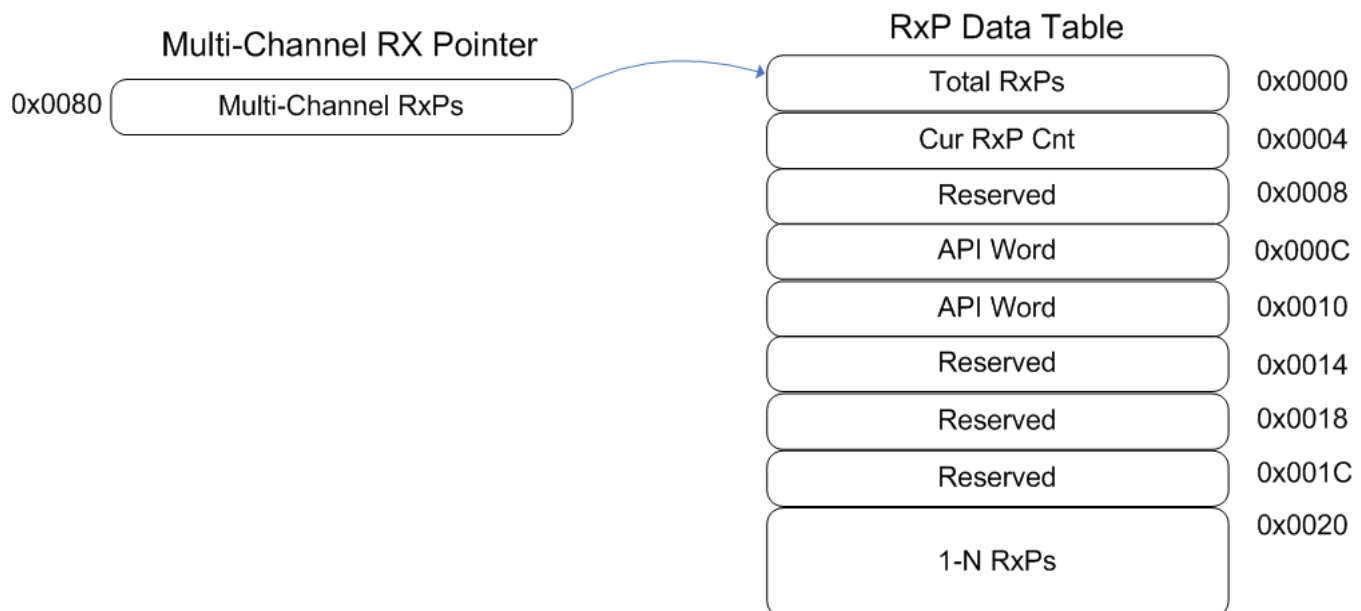 Multi-Channel RX Pointer
0x0080 Multi-Channel RxPs
RxP Data Table
Total RxPs 0x0000
Cur RxP Cnt 0x0004
Reserved 0x0008
API Word 0x000C
API Word 0x0010
Reserved 0x0014
Reserved 0x0018
Reserved 0x001C
1-N RxPs 0x0020